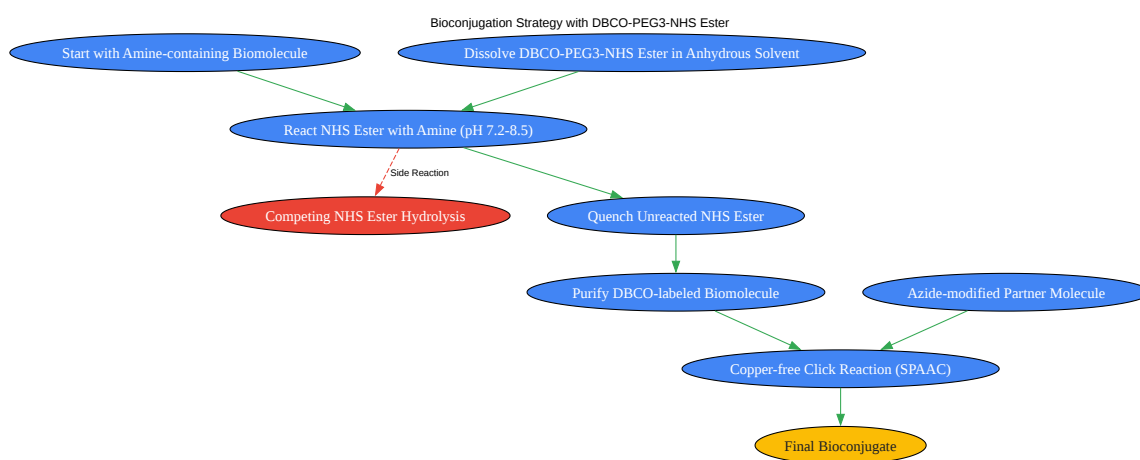 Bioconjugation Strategy with DBCO-PEG3-NHS Ester
Start with Amine-containing Biomolecule
Dissolve DBCO-PEG3-NHS Ester in Anhydrous Solvent
React NHS Ester with Amine (pH 7.2-8.5)
Side Reaction
Competing NHS Ester Hydrolysis
Quench Unreacted NHS Ester
Purify DBCO-labeled Biomolecule
Azide-modified Partner Molecule
Copper-free Click Reaction (SPAAC)
Final Bioconjugate